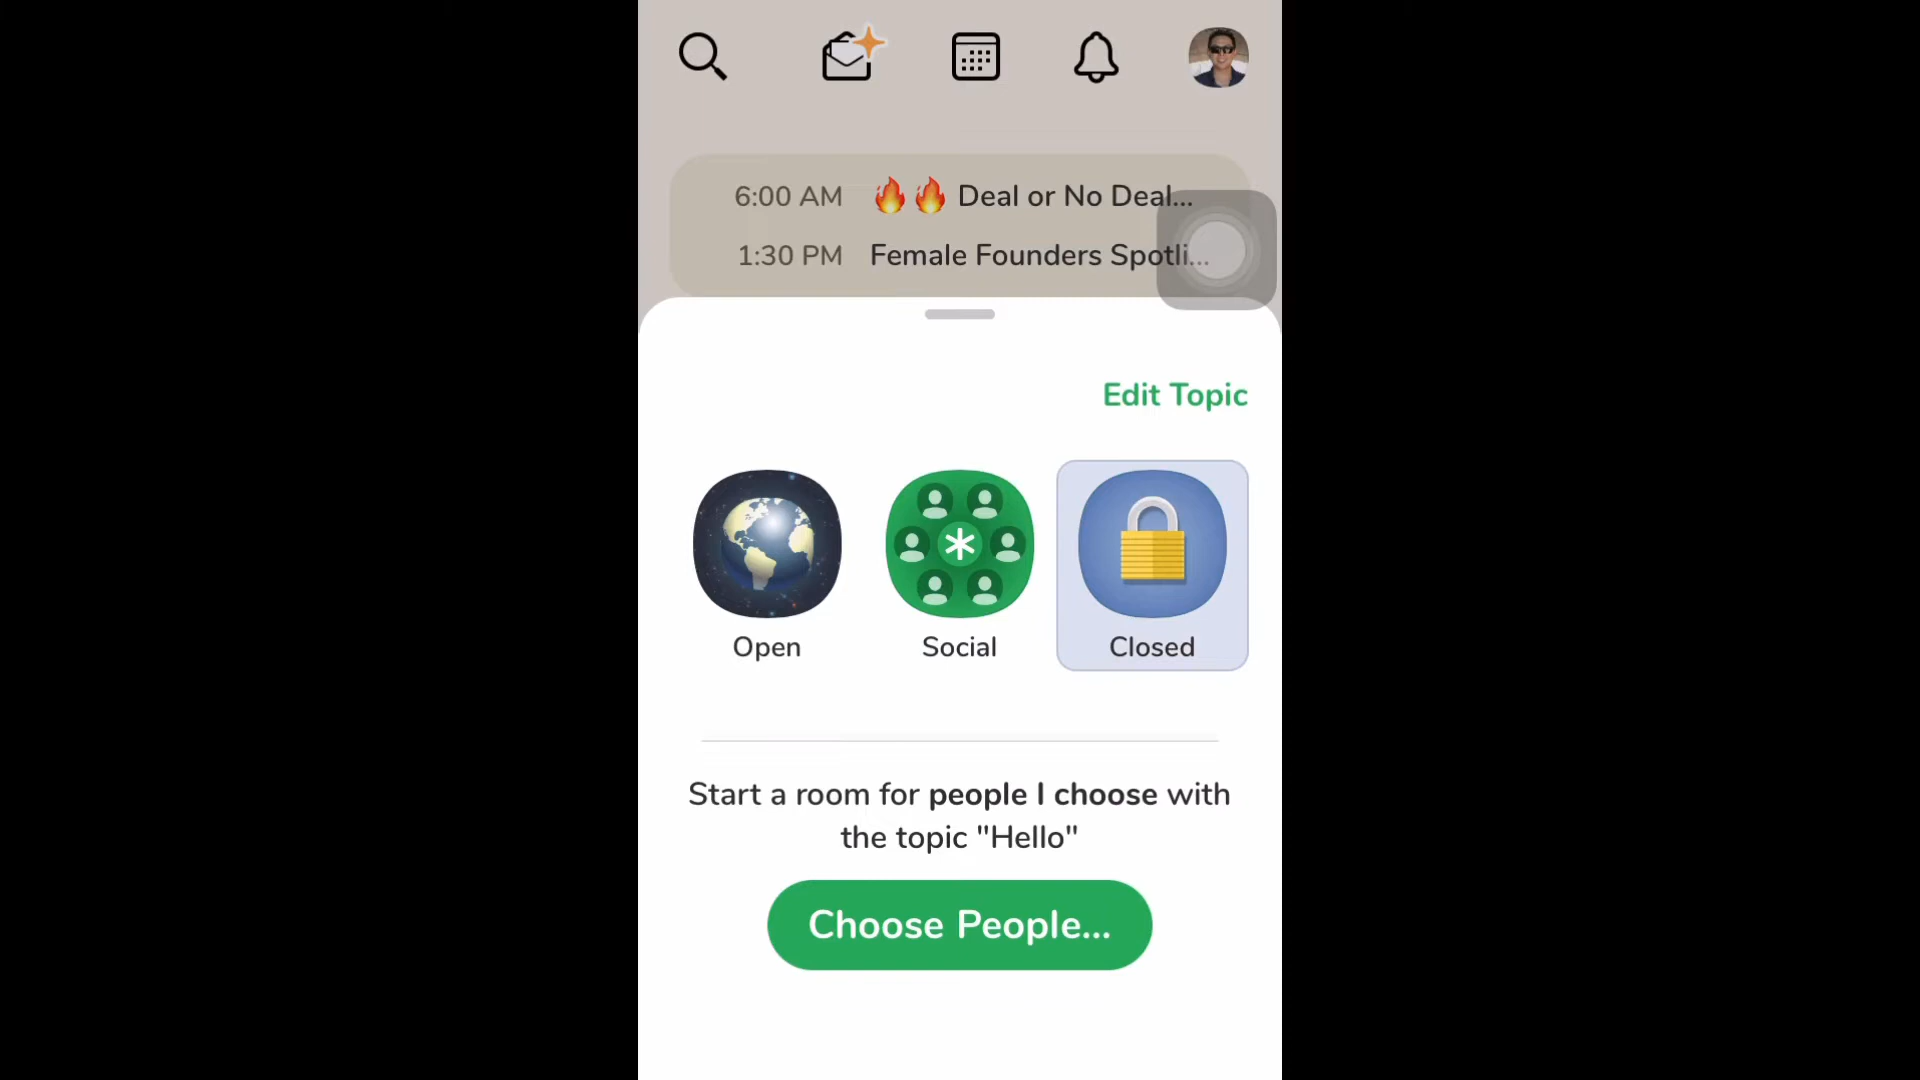 6:00 AM 🔥🔥 Deal or No Deal...
1:30 PM Female Founders Spotli...
Edit Topic
Open Social Closed
Start a room for people I choose with
the topic "Hello"
Choose People...